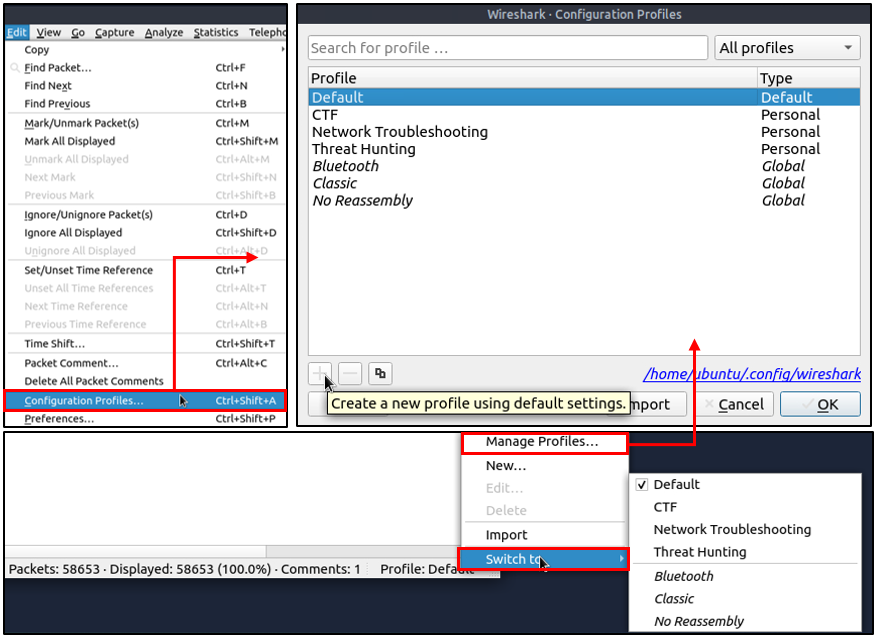 Edit View Go Capture Analyze Statistics Teleph
Copy
Find Packet... Ctrl+F
Find Next Ctrl+N
Find Previous Ctrl+B
Mark/Unmark Packet(s) Ctrl+M
Mark All Displayed Ctrl+Shift+M
Unmark All Displayed Ctrl+Alt+M
Next Mark Ctrl+Shift+N
Previous Mark Ctrl+Shift+B
Ignore/Unignore Packet(s) Ctrl+D
Ignore All Displayed Ctrl+Shift+D
Unignore All Displayed Ctrl+Alt+D
Set/Unset Time Reference Ctrl+T
Unset All Time References Ctrl+Alt+T
Next Time Reference Ctrl+Alt+N
Previous Time Reference Ctrl+Alt+B
Time Shift... Ctrl+Shift+T
Packet Comment... Ctrl+Alt+C
Delete All Packet Comments
Configuration Profiles... Ctrl+Shift+A
Preferences... Ctrl+Shift+P
Wireshark · Configuration Profiles
Search for profile ... All profiles
Profile Type
Default Default
CTF Personal
Network Troubleshooting Personal
Threat Hunting Personal
Bluetooth Global
Classic Global
No Reassembly Global
/home/ubuntu/.config/wireshark
Create a new profile using default settings. mport Cancel OK
Manage Profiles...
New...
Edit...
Delete
Import
Switch to
Default
CTF
Network Troubleshooting
Threat Hunting
Bluetooth
Classic
No Reassembly
Packets: 58653 · Displayed: 58653 (100.0%) · Comments: 1 Profile: Default